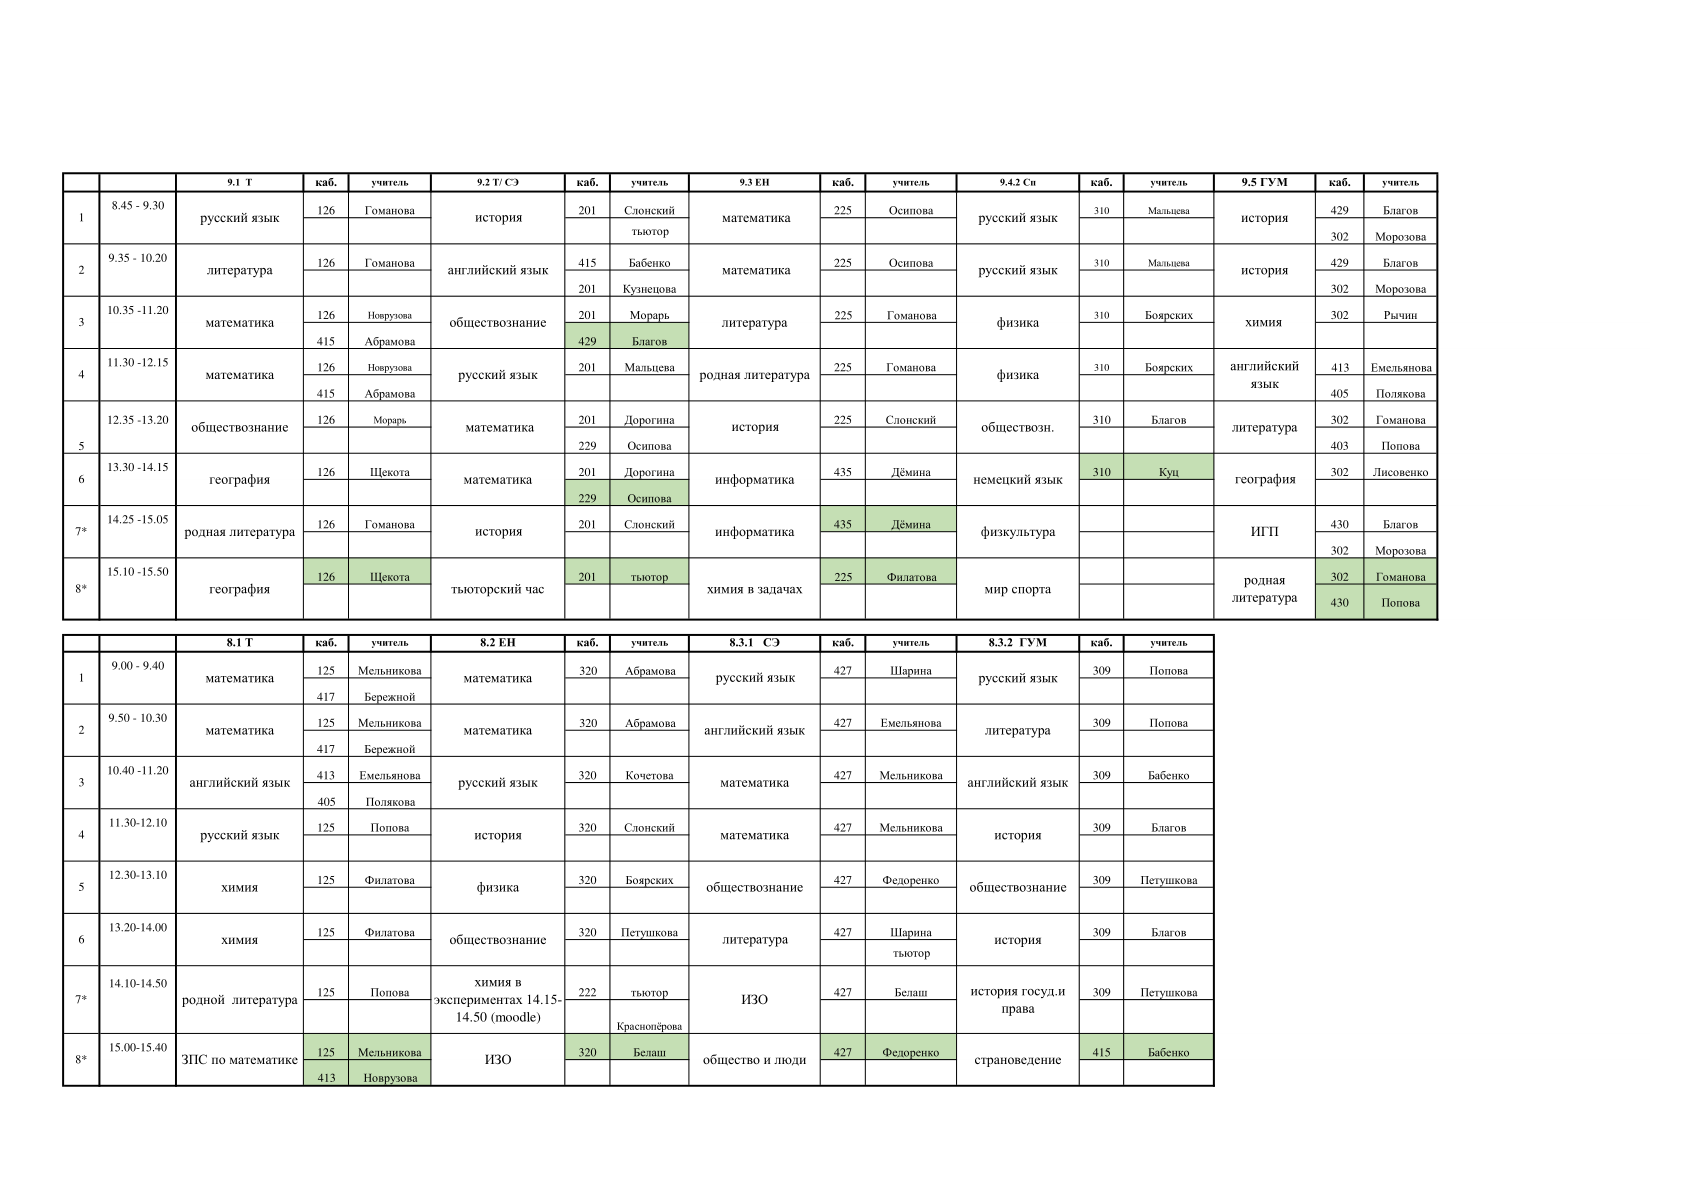 9.1 Т каб. учитель 9.2 Т/ СЭ каб. учитель 9.3 ЕН каб. учитель 9.4.2 Сп каб. учитель 9.5 ГУМ каб. учитель
1 8.45 - 9.30 русский язык 126 Гоманова история 201 Слонский математика 225 Осипова русский язык 310 Мальцева история 429 Благов
тьютор 302 Морозова
2 9.35 - 10.20 литература 126 Гоманова английский язык 415 Бабенко математика 225 Осипова русский язык 310 Мальцева история 429 Благов
201 Кузнецова 302 Морозова
3 10.35 -11.20 математика 126 Новрузова обществознание 201 Морарь литература 225 Гоманова физика 310 Боярских химия 302 Рычин
415 Абрамова 429 Благов
4 11.30 -12.15 математика 126 Новрузова русский язык 201 Мальцева родная литература 225 Гоманова физика 310 Боярских английский язык 413 Емельянова
415 Абрамова 405 Полякова
5 12.35 -13.20 обществознание 126 Морарь математика 201 Дорогина история 225 Слонский обществозн. 310 Благов литература 302 Гоманова
229 Осипова 403 Попова
6 13.30 -14.15 география 126 Щекота математика 201 Дорогина информатика 435 Дёмина немецкий язык 310 Куц география 302 Лисовенко
229 Осипова
7* 14.25 -15.05 родная литература 126 Гоманова история 201 Слонский информатика 435 Дёмина физкультура ИГП 430 Благов
302 Морозова
8* 15.10 -15.50 география 126 Щекота тьюторский час 201 тьютор химия в задачах 225 Филатова мир спорта родная литература 302 Гоманова
430 Попова
8.1 Т каб. учитель 8.2 ЕН каб. учитель 8.3.1 СЭ каб. учитель 8.3.2 ГУМ каб. учитель
1 9.00 - 9.40 математика 125 Мельникова математика 320 Абрамова русский язык 427 Шарина русский язык 309 Попова
417 Бережной
2 9.50 - 10.30 математика 125 Мельникова математика 320 Абрамова английский язык 427 Емельянова литература 309 Попова
417 Бережной
3 10.40 -11.20 английский язык 413 Емельянова русский язык 320 Кочетова математика 427 Мельникова английский язык 309 Бабенко
405 Полякова
4 11.30-12.10 русский язык 125 Попова история 320 Слонский математика 427 Мельникова история 309 Благов
5 12.30-13.10 химия 125 Филатова физика 320 Боярских обществознание 427 Федоренко обществознание 309 Петушкова
6 13.20-14.00 химия 125 Филатова обществознание 320 Петушкова литература 427 Шарина история 309 Благов
тьютор
7* 14.10-14.50 родной литература 125 Попова химия в экспериментах 14.15-14.50 (moodle) 222 тьютор ИЗО 427 Белаш история госуд.и права 309 Петушкова
Краснопёрова
8* 15.00-15.40 ЗПС по математике 125 Мельникова ИЗО 320 Белаш общество и люди 427 Федоренко страноведение 415 Бабенко
413 Новрузова